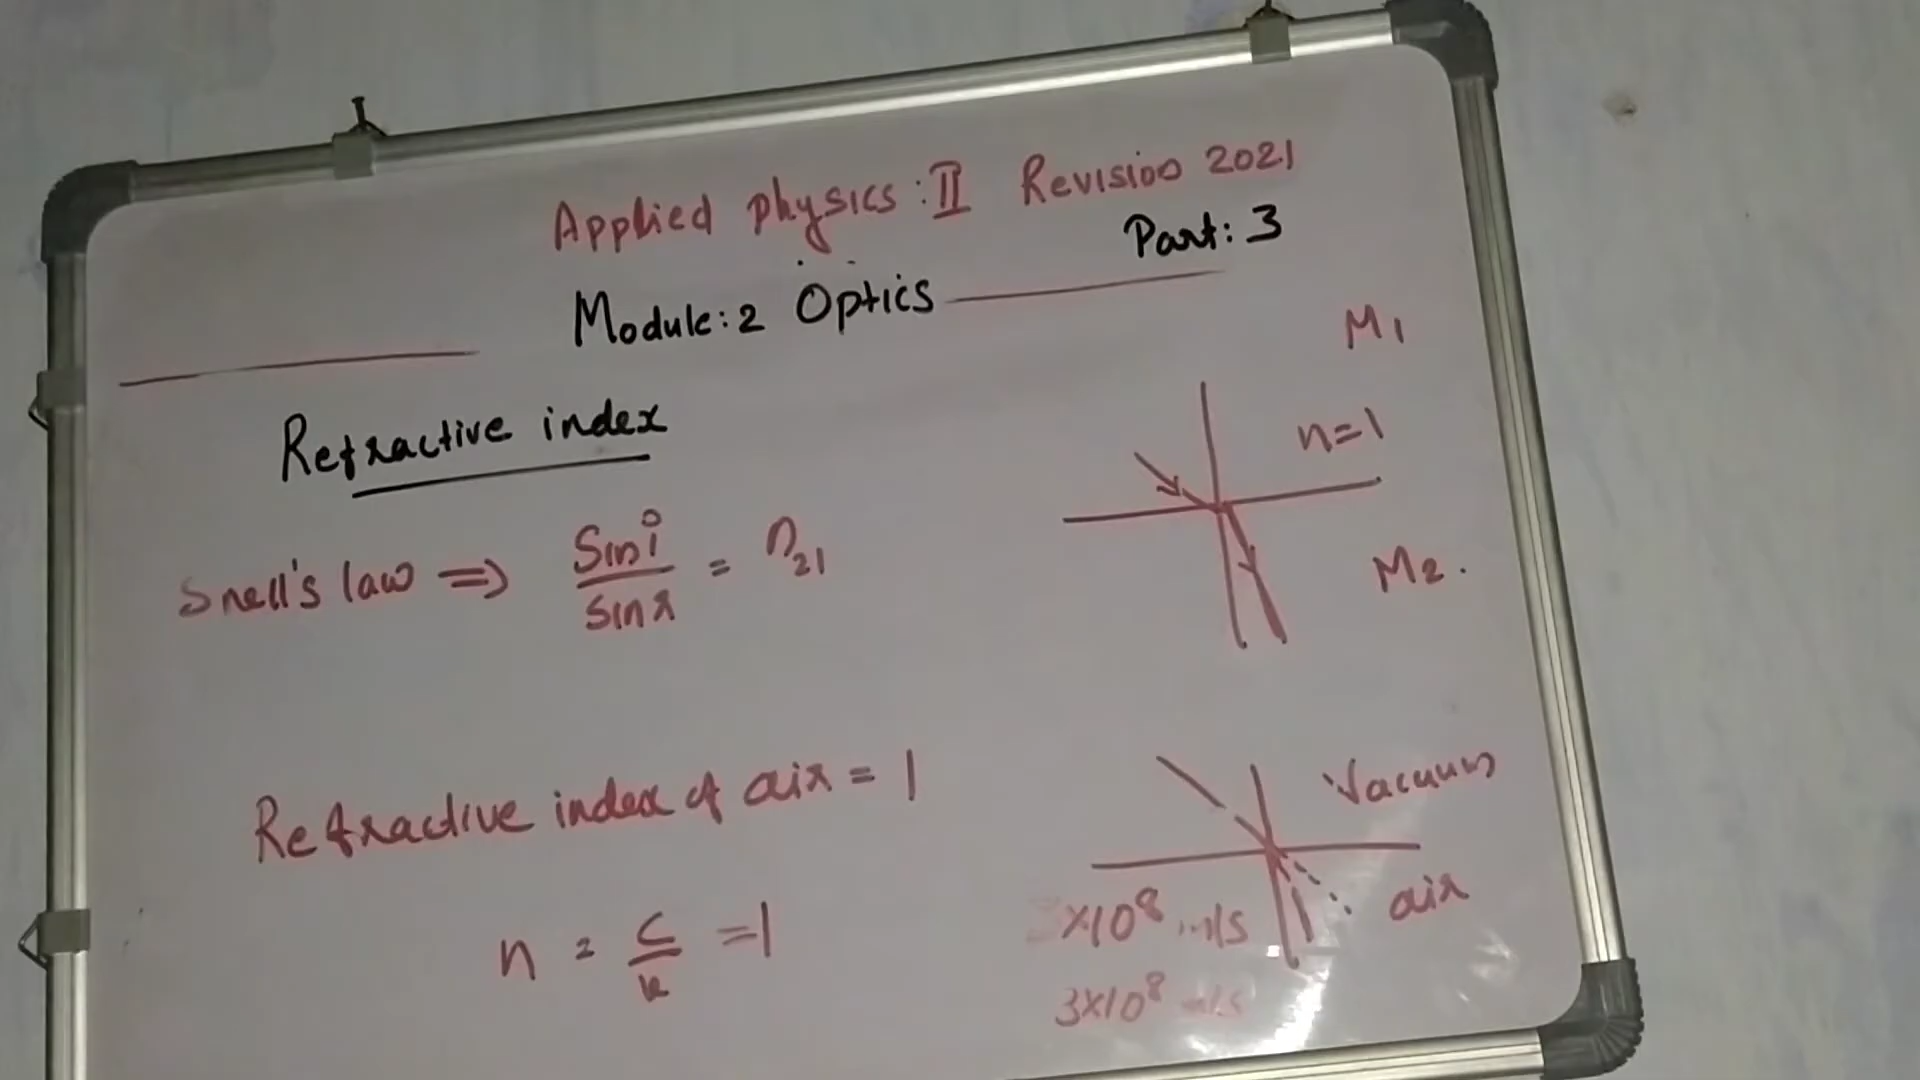 Applied physics: II Revision 2021
Part: 3
Module: 2 Optics
M1
Refractive index
n=1
Snell's law ⇒ Sin i / Sin r = n21
M2.
Refractive index of air = 1
Vacuum
air
n = c/v = 1
3×10⁸ m/s
3×10⁸ m/s